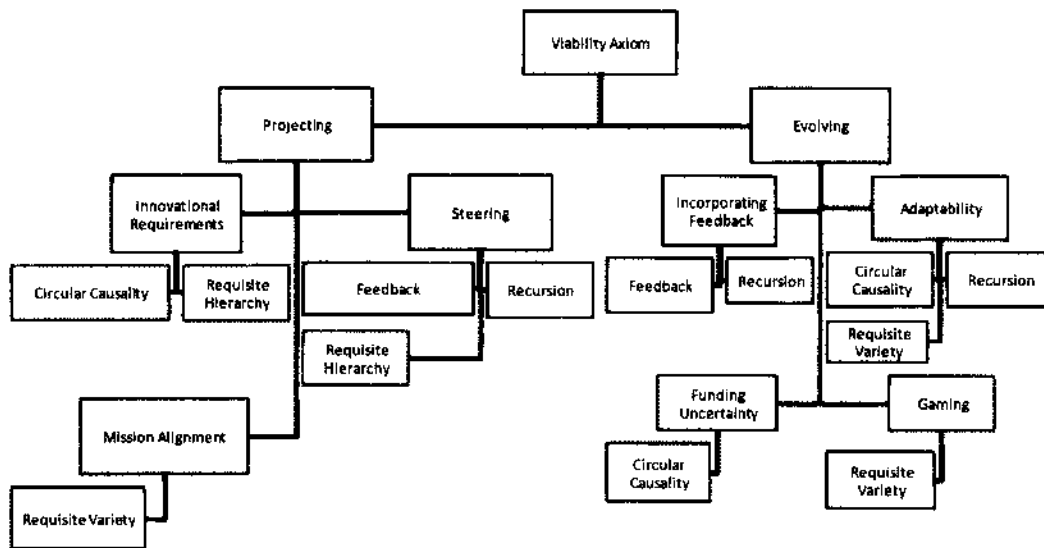 Viability Axiom
Projecting
Evolving
Innovational
Requirements
Steering
Incorporating
Feedback
Adaptability
Circular Causality
Requisite
Hierarchy
Feedback
Recursion
Feedback
Recursion
Circular
Causality
Recursion
Requisite
Hierarchy
Requisite
Variety
Mission Alignment
Funding
Uncertainty
Gaming
Requisite Variety
Circular
Causality
Requisite
Variety